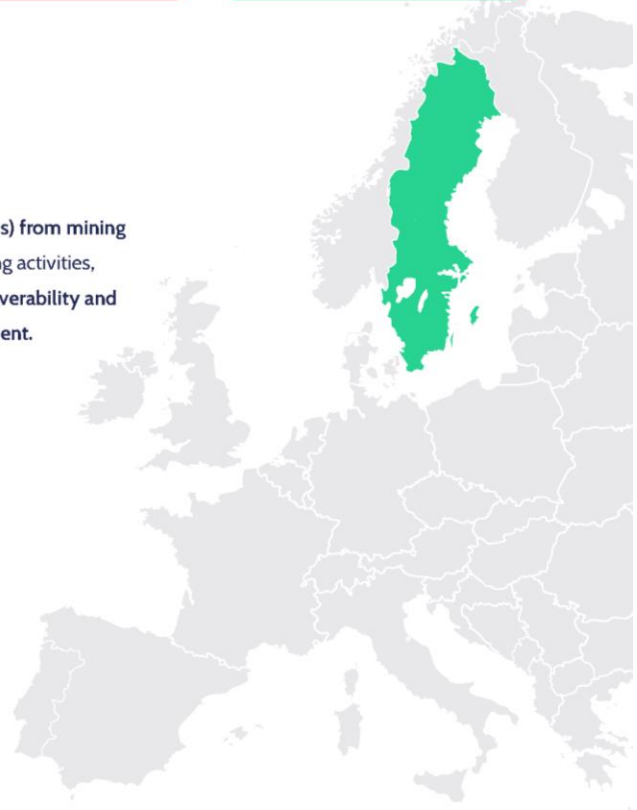 s) from mining
g activities,
verability and
ent.